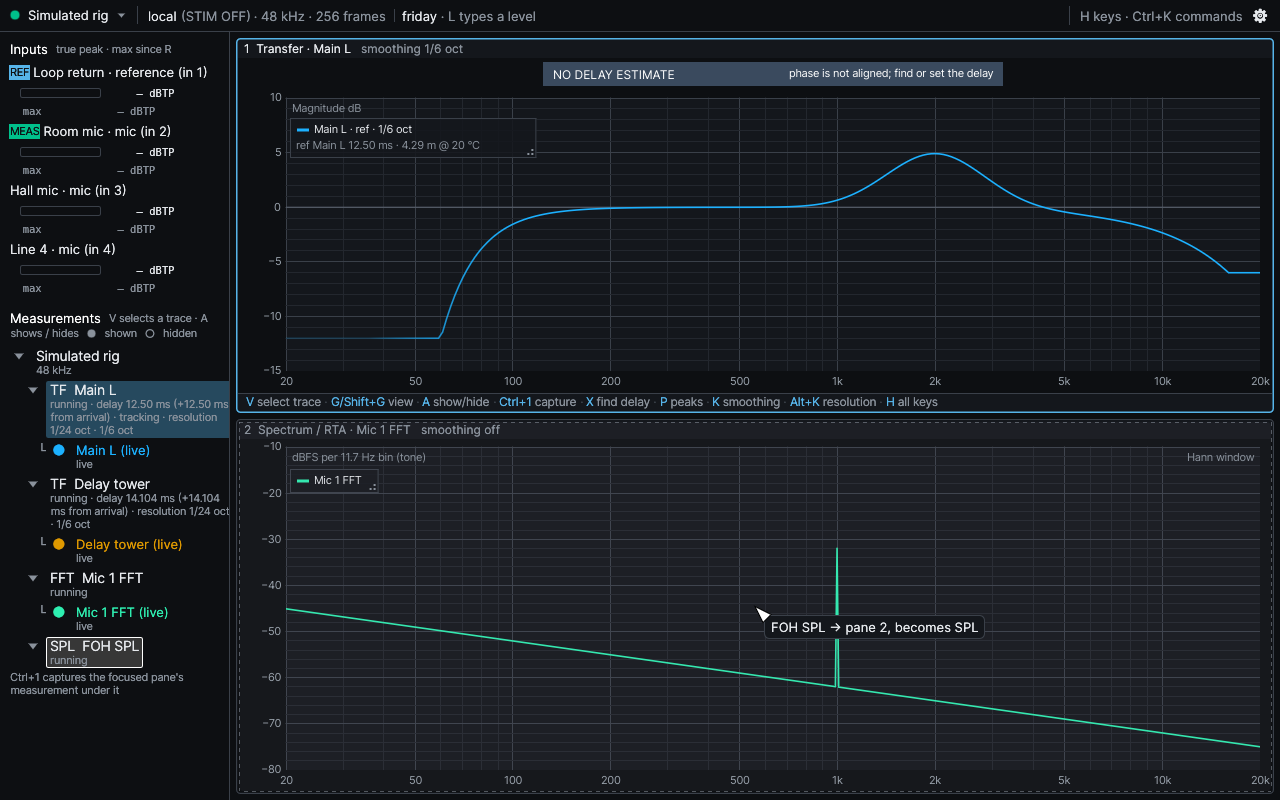 Simulated rig local (STIM OFF) · 48 kHz · 256 frames friday · L types a level H keys · Ctrl+K commands
Inputs true peak · max since R
REF Loop return · reference (in 1)
– dBTP
max – dBTP
MEAS Room mic · mic (in 2)
– dBTP
max – dBTP
Hall mic · mic (in 3)
– dBTP
max – dBTP
Line 4 · mic (in 4)
– dBTP
max – dBTP
Measurements V selects a trace · A
shows / hides shown hidden
Simulated rig
48 kHz
TF Main L
running · delay 12.50 ms (+12.50 ms
from arrival) · tracking · resolution
1/24 oct · 1/6 oct
Main L (live)
live
TF Delay tower
running · delay 14.104 ms (+14.104
ms from arrival) · resolution 1/24 oct
· 1/6 oct
Delay tower (live)
live
FFT Mic 1 FFT
running
Mic 1 FFT (live)
live
SPL FOH SPL
running
Ctrl+1 captures the focused pane's
measurement under it
1 Transfer · Main L smoothing 1/6 oct
NO DELAY ESTIMATE phase is not aligned; find or set the delay
Magnitude dB
Main L · ref · 1/6 oct
ref Main L 12.50 ms · 4.29 m @ 20 °C
10
5
0
−5
−10
−15
20 50 100 200 500 1k 2k 5k 10k 20k
V select trace · G/Shift+G view · A show/hide · Ctrl+1 capture · X find delay · P peaks · K smoothing · Alt+K resolution · H all keys
2 Spectrum / RTA · Mic 1 FFT smoothing off
dBFS per 11.7 Hz bin (tone) Hann window
Mic 1 FFT
−10
−20
−30
−40
−50
−60
−70
−80
FOH SPL → pane 2, becomes SPL
20 50 100 200 500 1k 2k 5k 10k 20k